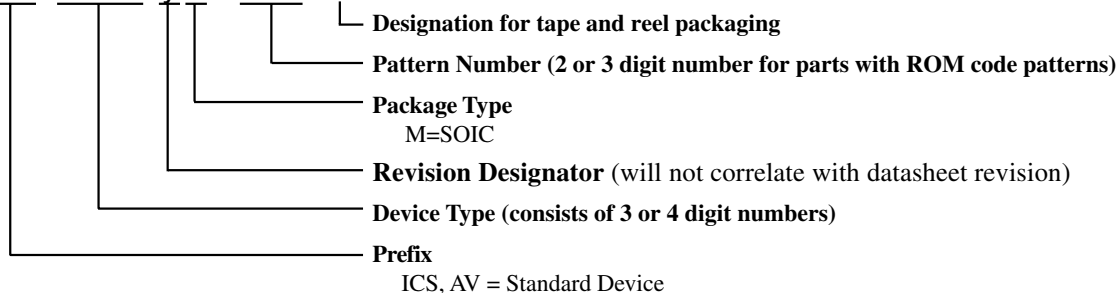 Designation for tape and reel packaging
Pattern Number (2 or 3 digit number for parts with ROM code patterns)
Package Type
M=SOIC
Revision Designator (will not correlate with datasheet revision)
Device Type (consists of 3 or 4 digit numbers)
Prefix
ICS, AV = Standard Device